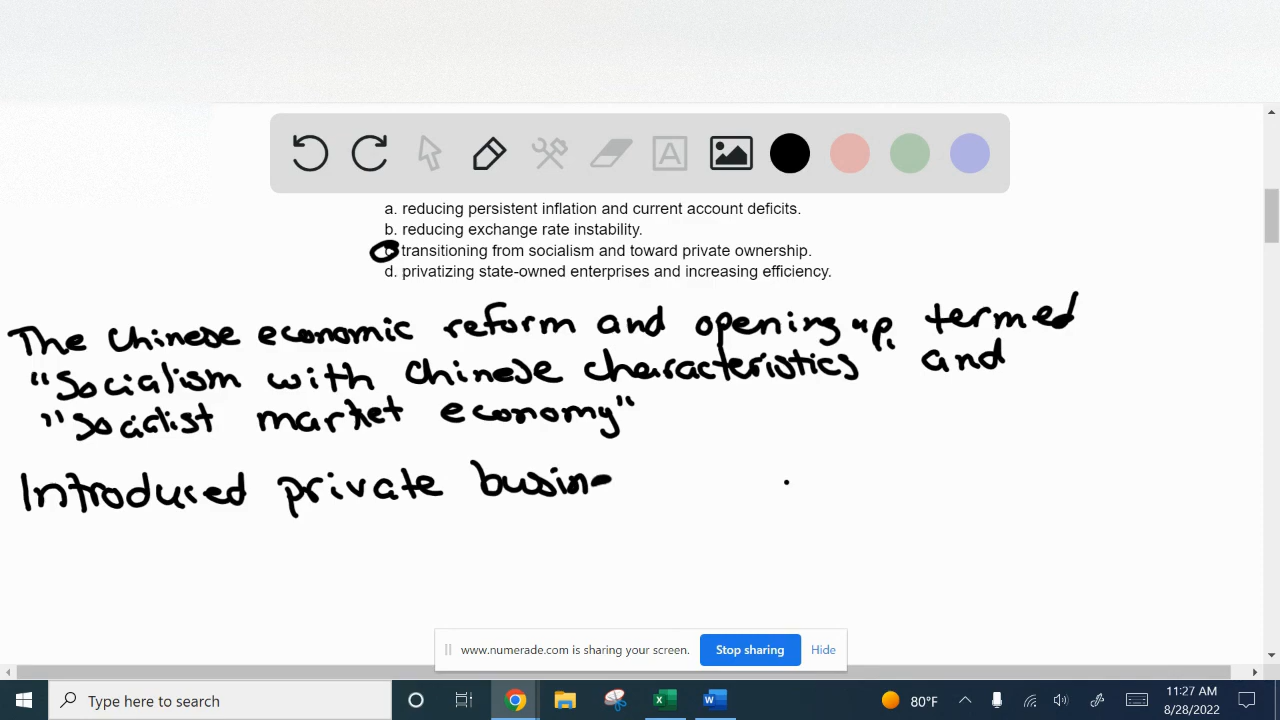 A
a. reducing persistent inflation and current account deficits.
b. reducing exchange rate instability.
transitioning from socialism and toward private ownership.
d. privatizing state-owned enterprises and increasing efficiency.
The Chinese economic reform and opening up, termed
"Socialism with Chinese characteristics" and
"Socialist market economy"
Introduced private busine
www.numerade.com is sharing your screen. Stop sharing Hide
Type here to search
80°F
11:27 AM
8/28/2022